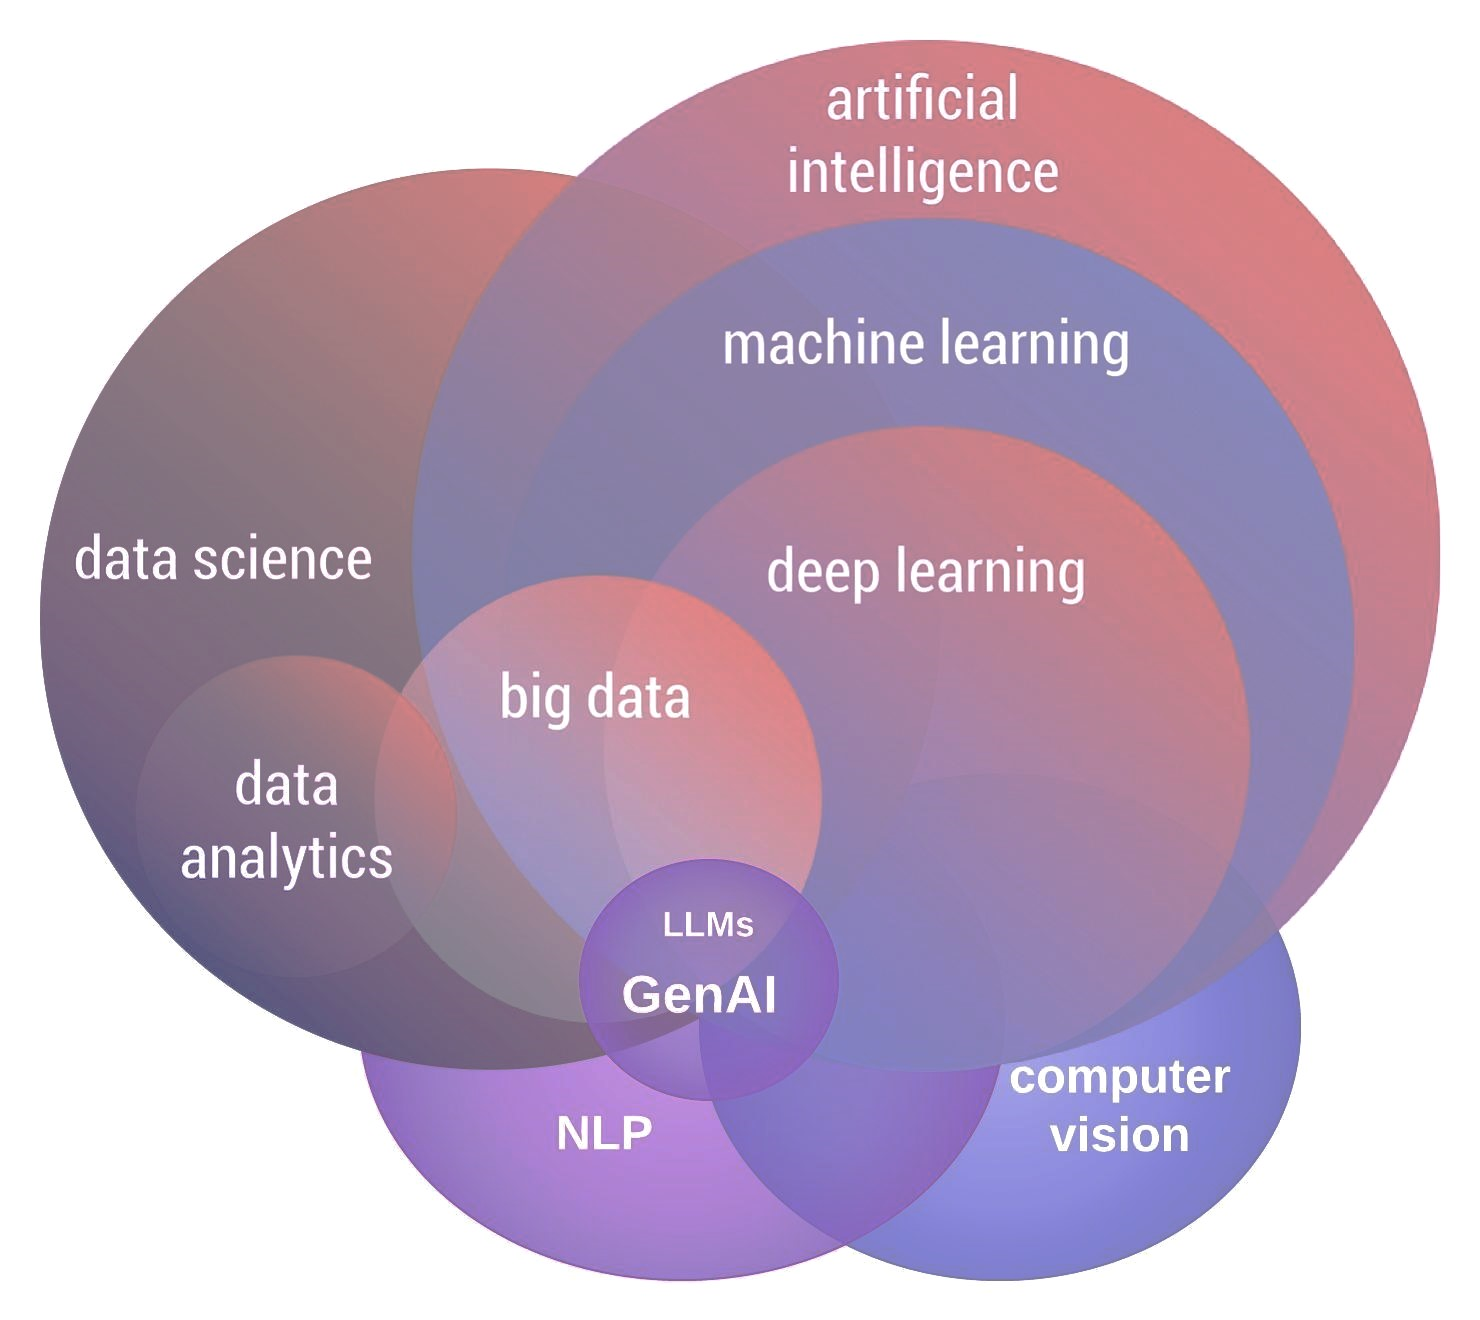 artificial
intelligence
machine learning
data science
deep learning
big data
data
analytics
LLMs
GenAI
NLP
computer
vision